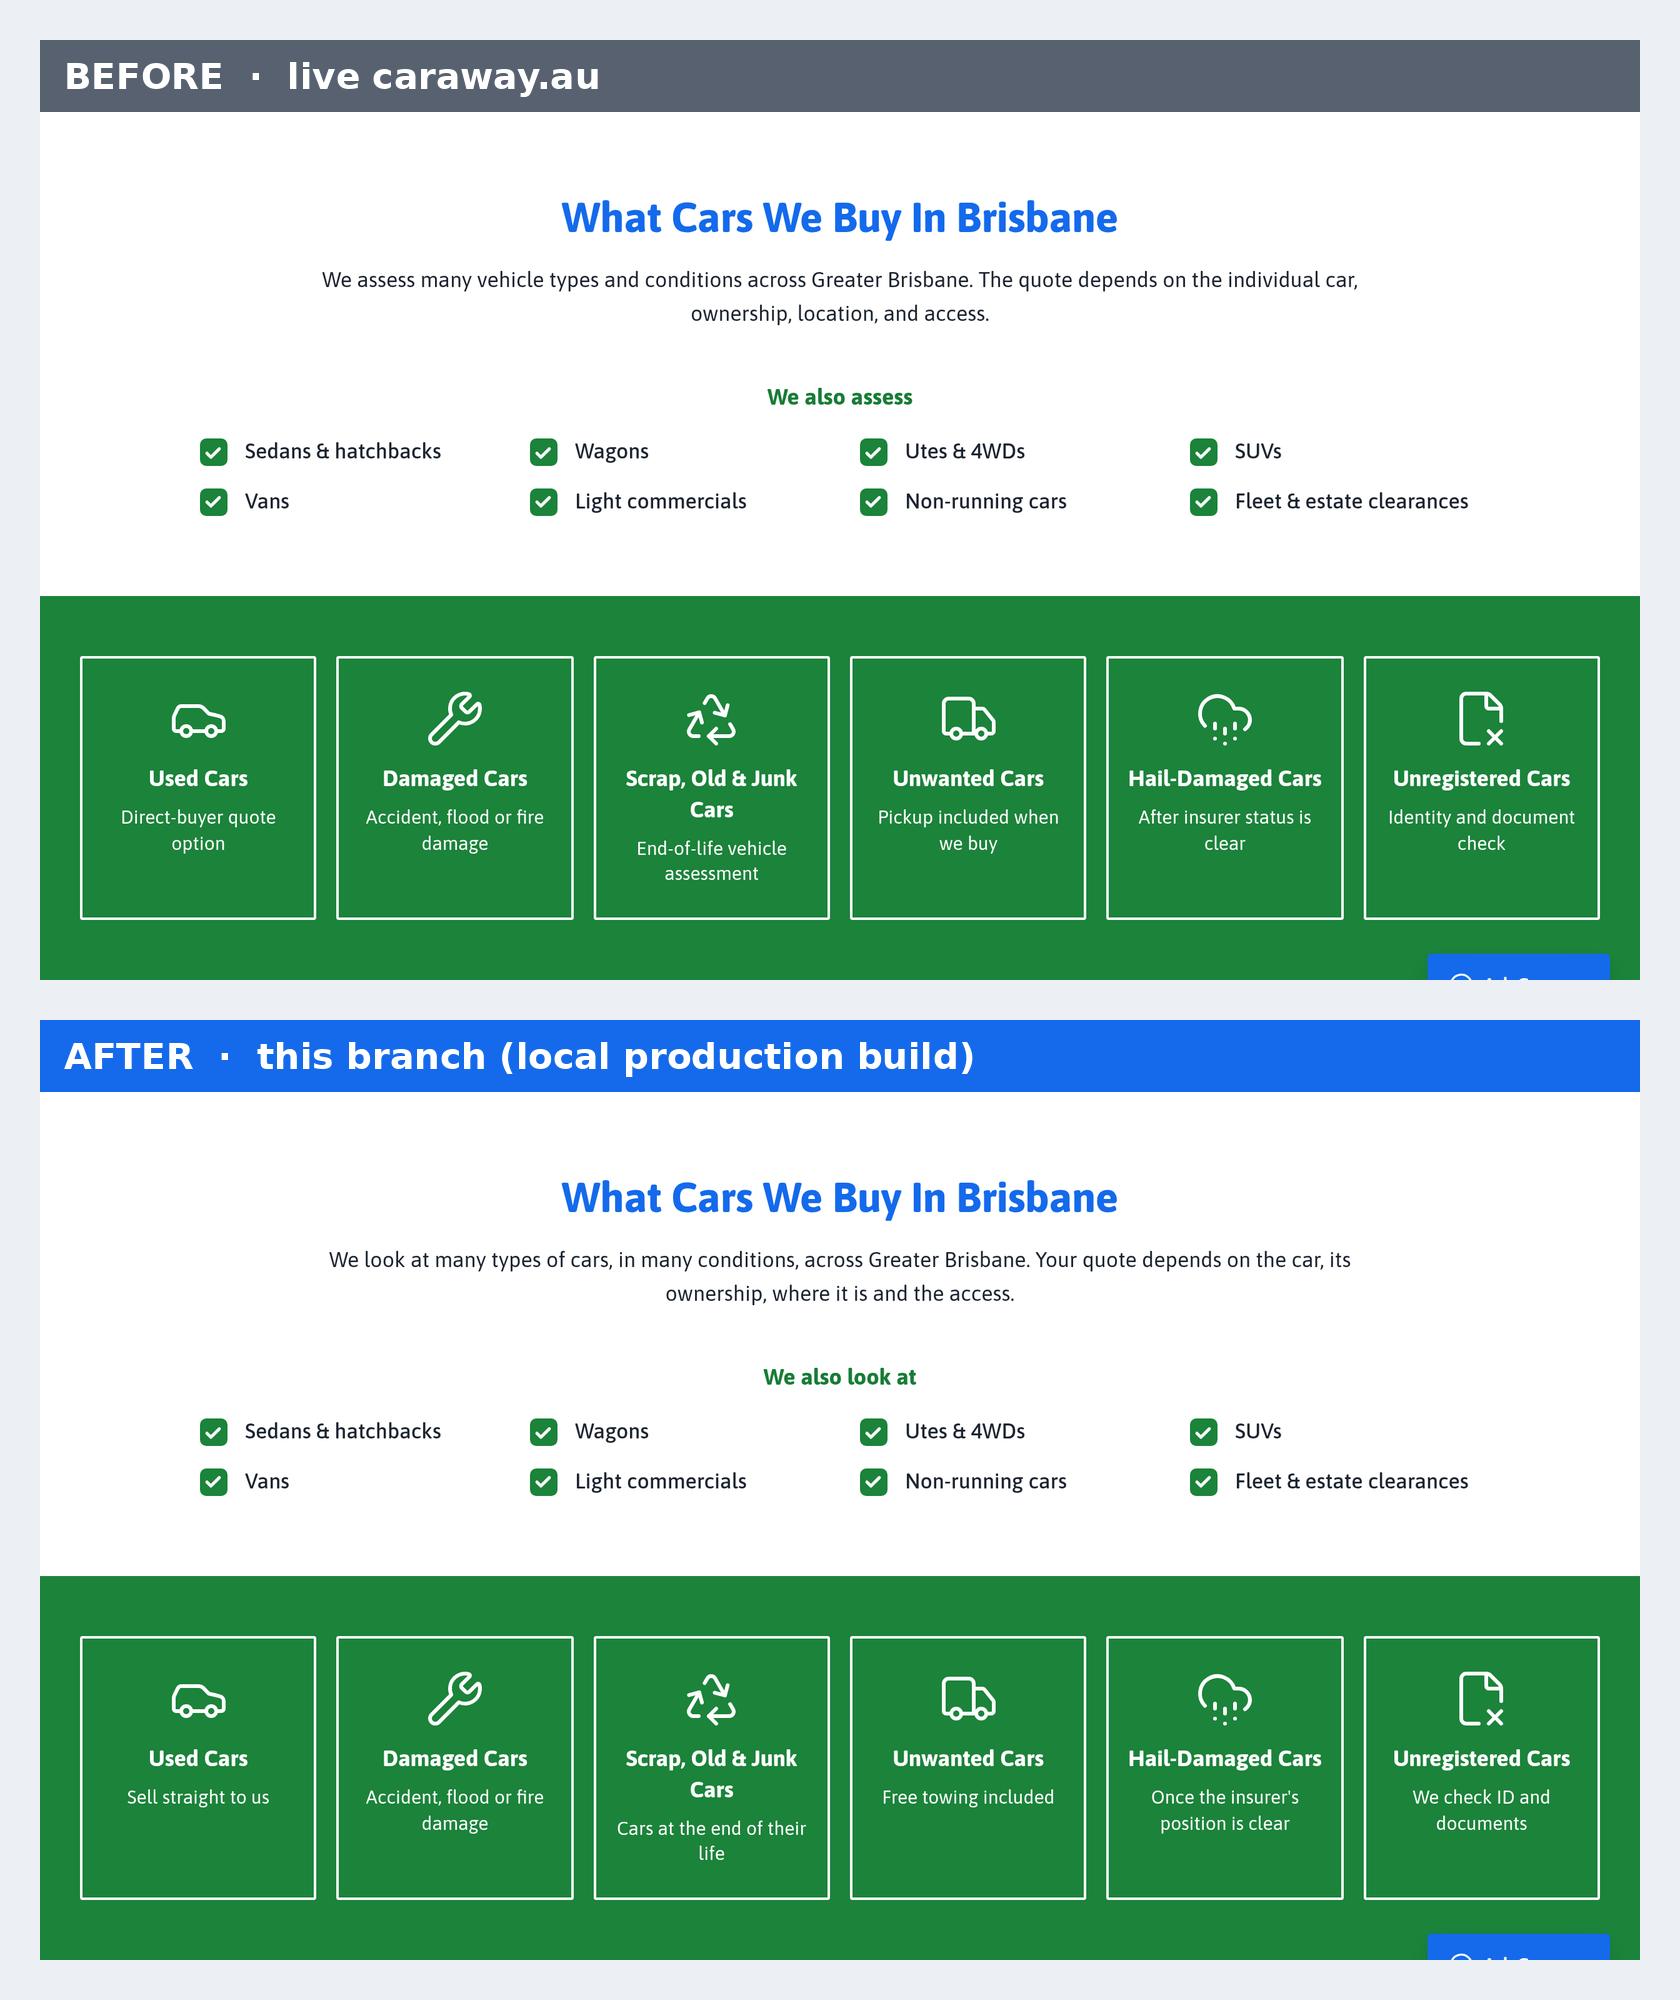 BEFORE · live caraway.au
What Cars We Buy In Brisbane
We assess many vehicle types and conditions across Greater Brisbane. The quote depends on the individual car,
ownership, location, and access.
We also assess
Sedans & hatchbacks
Wagons
Utes & 4WDs
SUVs
Vans
Light commercials
Non-running cars
Fleet & estate clearances
Used Cars
Direct-buyer quote
option
Damaged Cars
Accident, flood or fire
damage
Scrap, Old & Junk
Cars
End-of-life vehicle
assessment
Unwanted Cars
Pickup included when
we buy
Hail-Damaged Cars
After insurer status is
clear
Unregistered Cars
Identity and document
check
AFTER · this branch (local production build)
What Cars We Buy In Brisbane
We look at many types of cars, in many conditions, across Greater Brisbane. Your quote depends on the car, its
ownership, where it is and the access.
We also look at
Sedans & hatchbacks
Wagons
Utes & 4WDs
SUVs
Vans
Light commercials
Non-running cars
Fleet & estate clearances
Used Cars
Sell straight to us
Damaged Cars
Accident, flood or fire
damage
Scrap, Old & Junk
Cars
Cars at the end of their
life
Unwanted Cars
Free towing included
Hail-Damaged Cars
Once the insurer's
position is clear
Unregistered Cars
We check ID and
documents